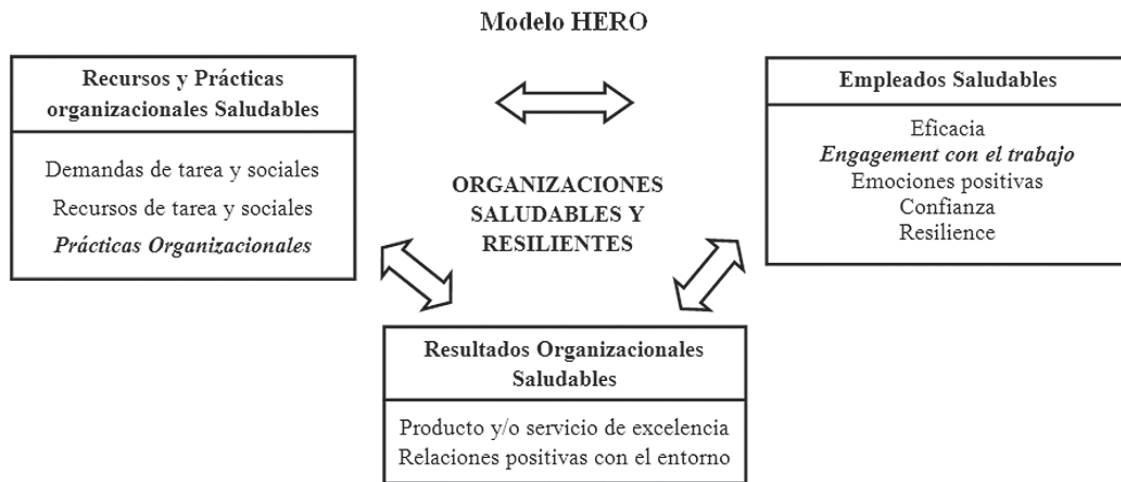 Modelo HERO
Recursos y Prácticas
organizacionales Saludables
Demandas de tarea y sociales
Recursos de tarea y sociales
Prácticas Organizacionales
ORGANIZACIONES
SALUDABLES Y
RESILIENTES
Empleados Saludables
Eficacia
Engagement con el trabajo
Emociones positivas
Confianza
Resilience
Resultados Organizacionales
Saludables
Producto y/o servicio de excelencia
Relaciones positivas con el entorno